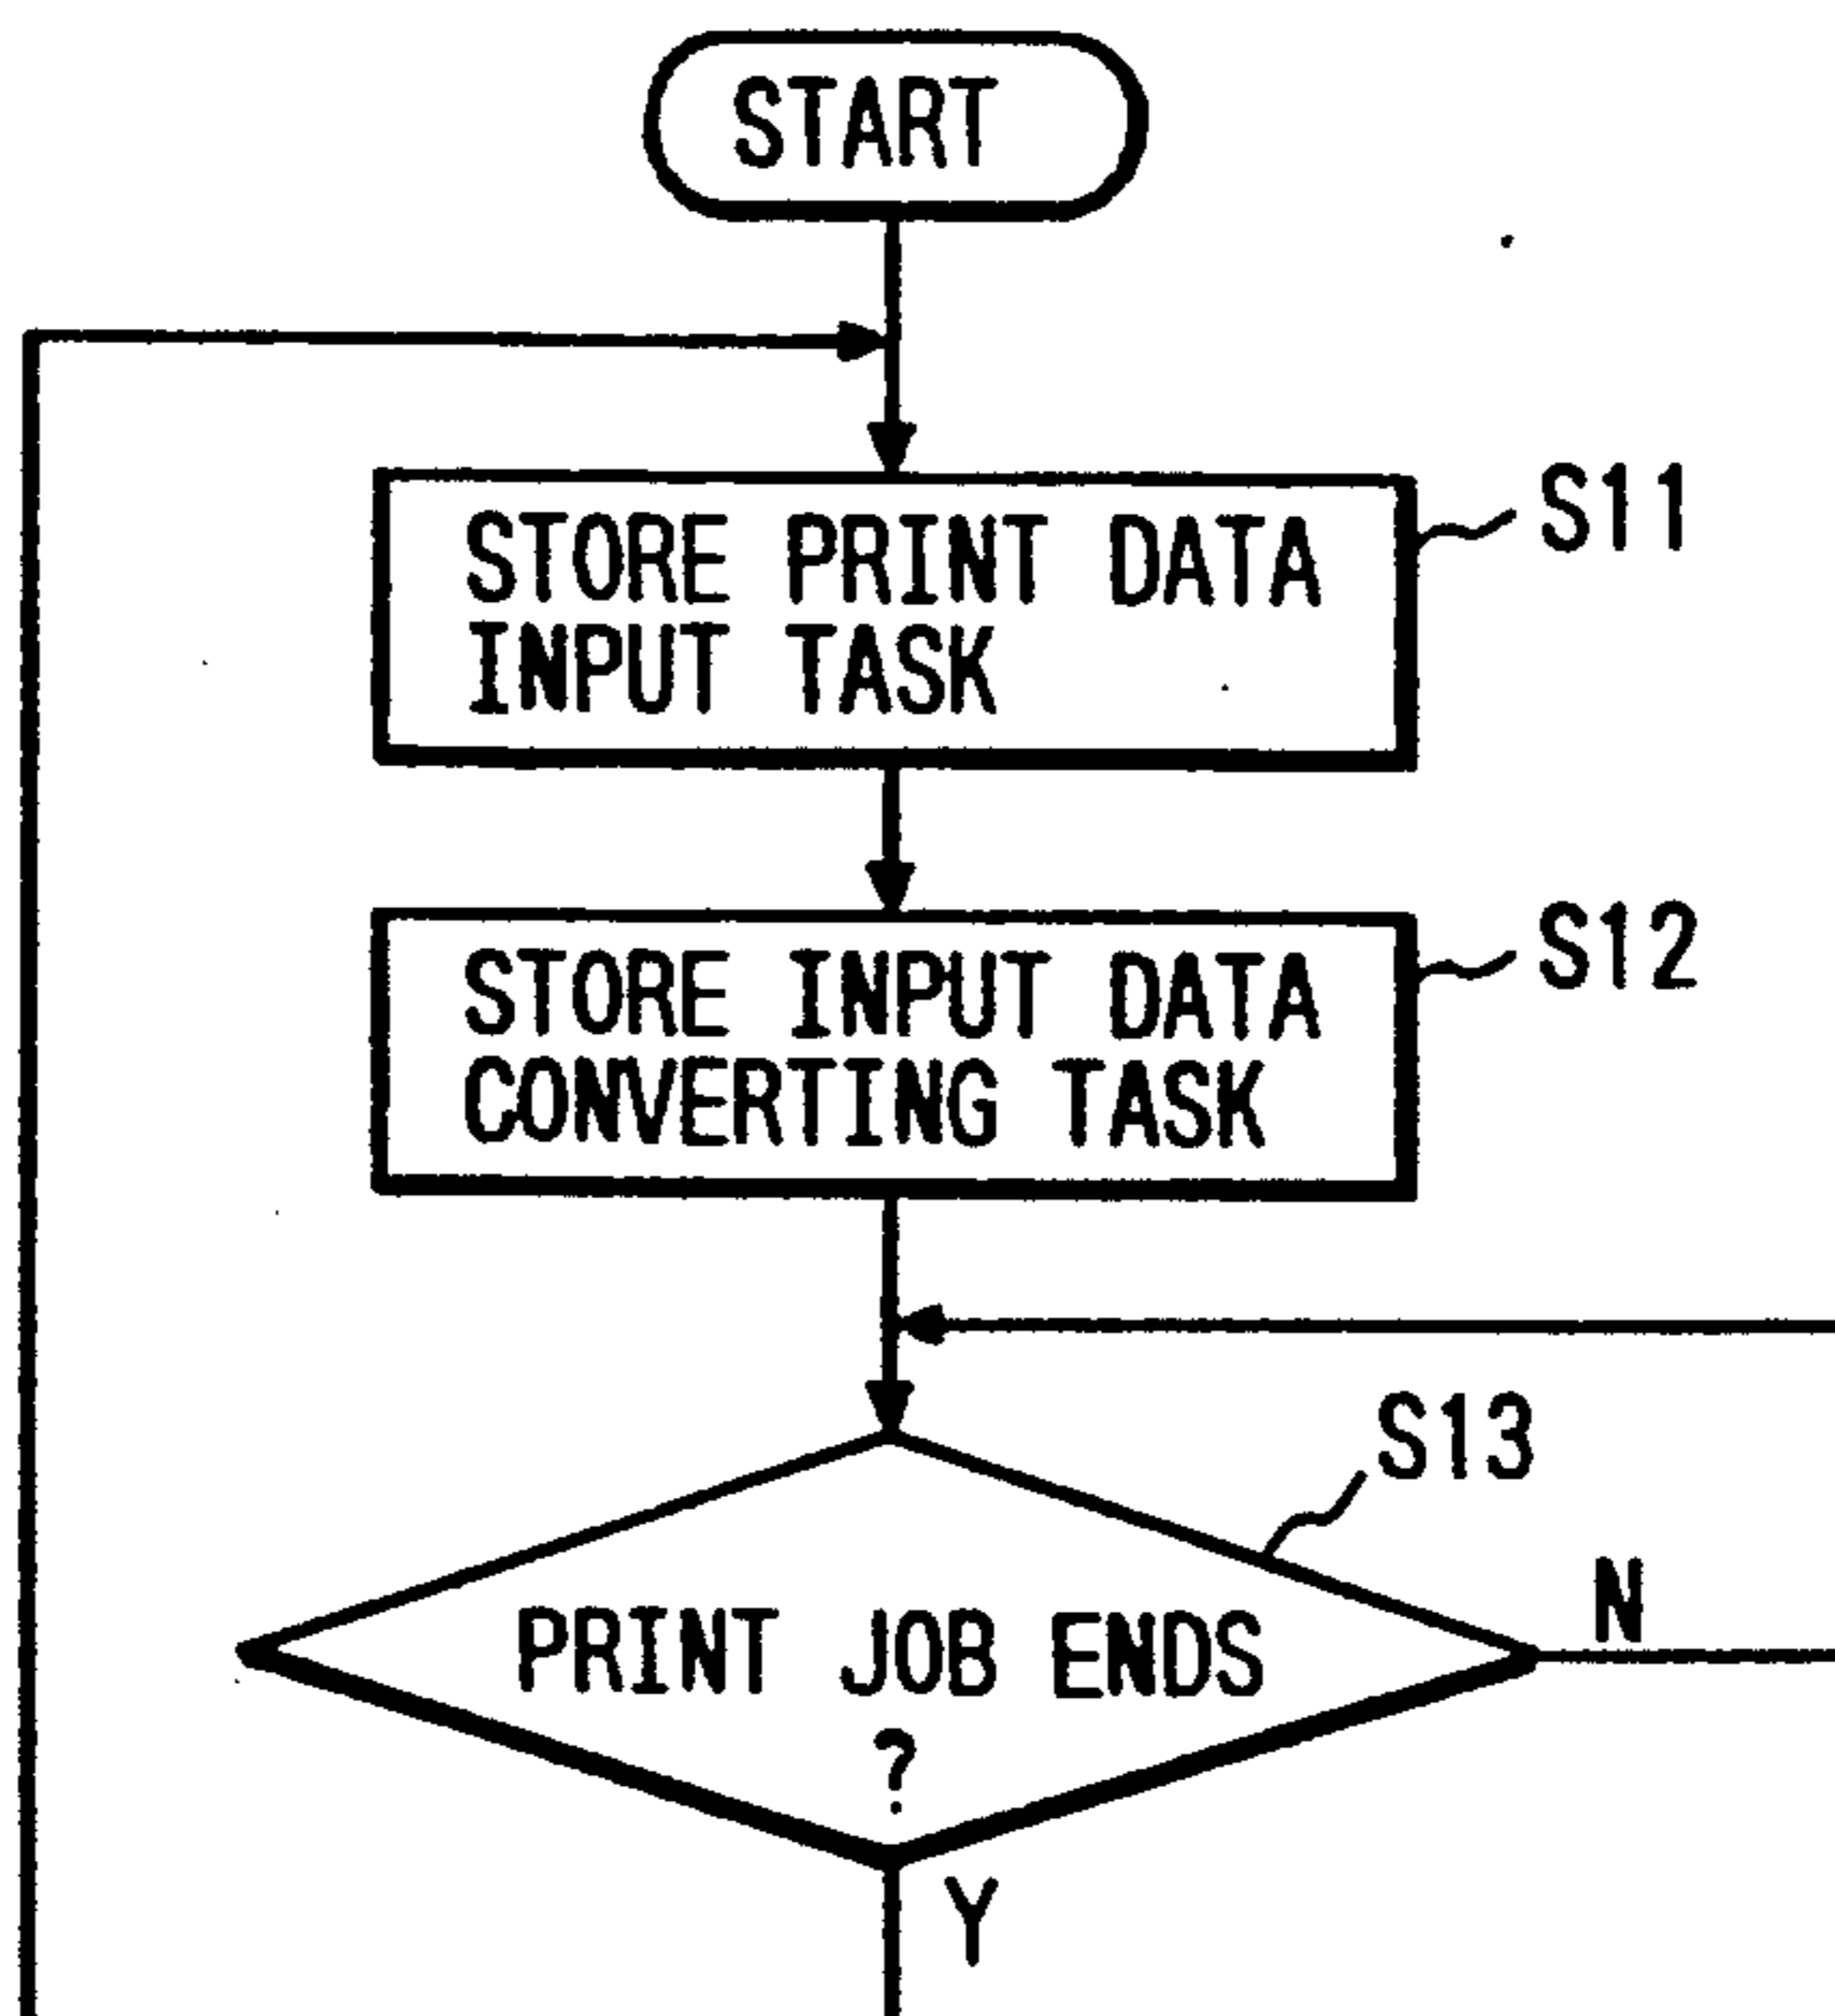 START
STORE PRINT DATA
INPUT TASK
S11
STORE INPUT DATA
CONVERTING TASK
S12
S13
PRINT JOB ENDS
?
N
Y